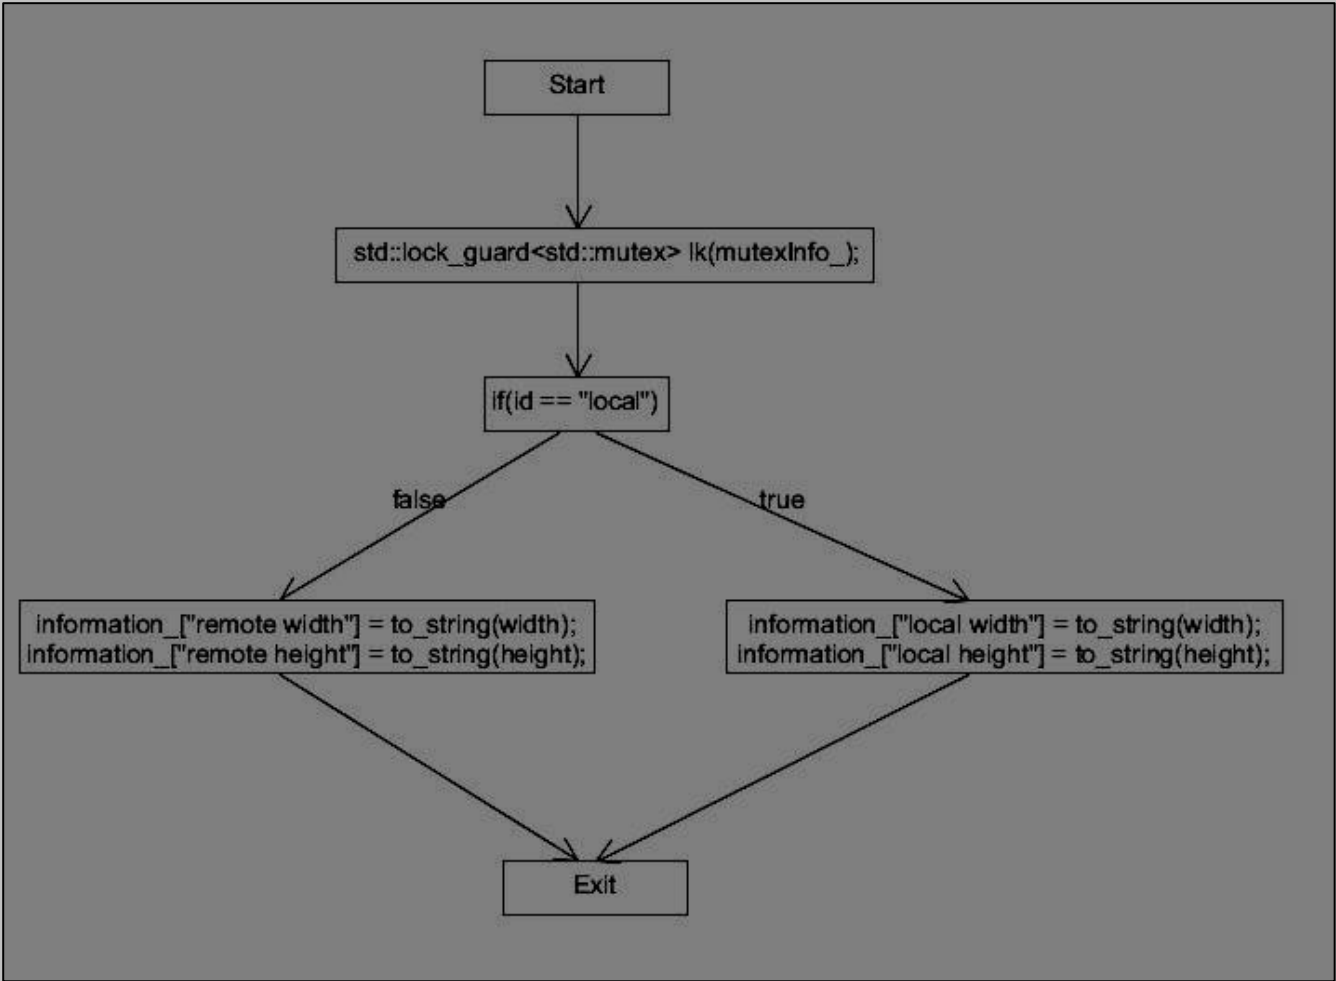 Start
std::lock_guard<std::mutex> lk(mutexInfo_);
if(id == "local")
false
true
information_["remote width"] = to_string(width);
information_["remote height"] = to_string(height);
information_["local width"] = to_string(width);
information_["local height"] = to_string(height);
Exit